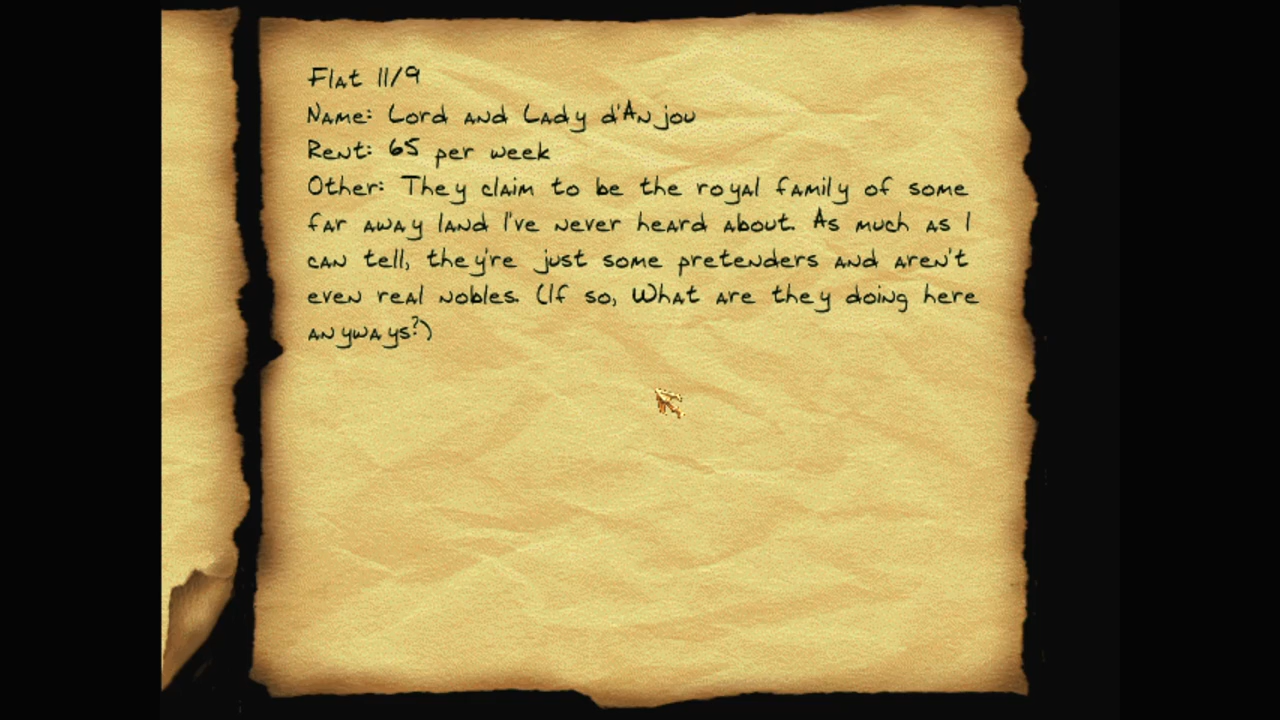 Flat 11/9
Name: Lord and Lady d'Anjou
Rent: 65 per week
Other: They claim to be the royal family of some
far away land I've never heard about. As much as I
can tell, they're just some pretenders and aren't
even real nobles. (If so, What are they doing here
anyways?)